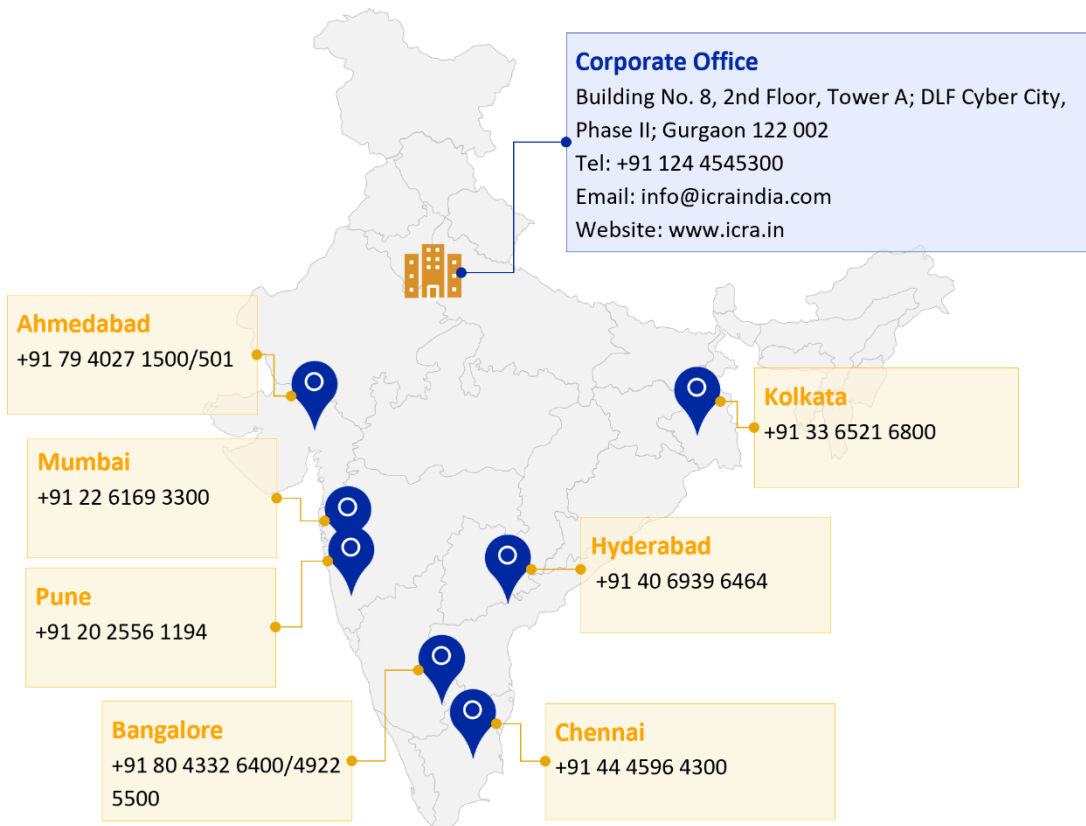 Corporate Office
Building No. 8, 2nd Floor, Tower A; DLF Cyber City,
Phase II; Gurgaon 122 002
Tel: +91 124 4545300
Email: info@icraindia.com
Website: www.icra.in
Ahmedabad
+91 79 4027 1500/501
Kolkata
+91 33 6521 6800
Mumbai
+91 22 6169 3300
Hyderabad
+91 40 6939 6464
Pune
+91 20 2556 1194
Bangalore
+91 80 4332 6400/4922
5500
Chennai
+91 44 4596 4300